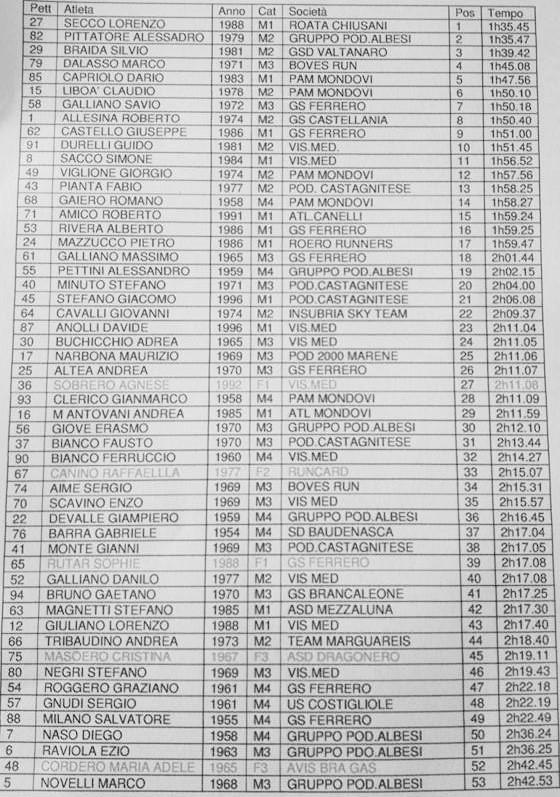 Pett Atleta Anno Cat Società Pos Tempo
27 SECCO LORENZO 1988 M1 ROATA CHIUSANI 1 1h35.45
82 PITTATORE ALESSADRO 1979 M2 GRUPPO POD.ALBESI 2 1h35.47
29 BRAIDA SILVIO 1981 M2 GSD VALTANARO 3 1h39.42
79 DALASSO MARCO 1971 M3 BOVES RUN 4 1h45.08
85 CAPRIOLO DARIO 1983 M1 PAM MONDOVI 5 1h47.56
15 LIBOA' CLAUDIO 1978 M2 PAM MONDOVI 6 1h50.10
58 GALLIANO SAVIO 1972 M3 GS FERRERO 7 1h50.18
1 ALLESINA ROBERTO 1974 M2 GS CASTELLANIA 8 1h50.40
62 CASTELLO GIUSEPPE 1986 M1 GS FERRERO 9 1h51.00
91 DURELLI GUIDO 1981 M2 VIS.MED. 10 1h51.45
8 SACCO SIMONE 1984 M1 VIS.MED 11 1h56.52
49 VIGLIONE GIORGIO 1974 M2 PAM MONDOVI 12 1h57.56
43 PIANTA FABIO 1977 M2 POD. CASTAGNITESE 13 1h58.25
68 GAIERO ROMANO 1958 M4 PAM MONDOVI 14 1h58.27
71 AMICO ROBERTO 1991 M1 ATL.CANELLI 15 1h59.24
53 RIVERA ALBERTO 1986 M1 GS FERRERO 16 1h59.25
24 MAZZUCCO PIETRO 1986 M1 ROERO RUNNERS 17 1h59.47
61 GALLIANO MASSIMO 1965 M3 GS FERRERO 18 2h01.44
55 PETTINI ALESSANDRO 1959 M4 GRUPPO POD.ALBESI 19 2h02.15
40 MINUTO STEFANO 1971 M3 POD.CASTAGNITESE 20 2h04.00
45 STEFANO GIACOMO 1996 M1 POD.CASTAGNITESE 21 2h06.08
64 CAVALLI GIOVANNI 1974 M2 INSUBRIA SKY TEAM 22 2h09.37
87 ANOLLI DAVIDE 1996 M1 VIS.MED 23 2h11.04
30 BUCHICCHIO ADREA 1965 M3 VIS MED 24 2h11.05
17 NARBONA MAURIZIO 1969 M3 POD 2000 MARENE 25 2h11.06
25 ALTEA ANDREA 1970 M3 GS FERRERO 26 2h11.07
36 SOBRERO AGNESE 1992 F1 VIS.MED 27 2h11.08
93 CLERICO GIANMARCO 1958 M4 PAM MONDOVI 28 2h11.09
16 M ANTOVANI ANDREA 1985 M1 ATL MONDOVI 29 2h11.59
56 GIOVE ERASMO 1970 M3 GRUPPO POD.ALBESI 30 2h12.10
37 BIANCO FAUSTO 1970 M3 POD.CASTAGNITESE 31 2h13.44
90 BIANCO FERRUCCIO 1960 M4 VIS.MED 32 2h14.27
67 CANINO RAFFAELLLA 1977 F2 RUNCARD 33 2h15.07
74 AIME SERGIO 1969 M3 BOVES RUN 34 2h15.31
70 SCAVINO ENZO 1969 M3 VIS MED 35 2h15.57
22 DEVALLE GIAMPIERO 1959 M4 GRUPPO POD.ALBESI 36 2h16.45
76 BARRA GABRIELE 1954 M4 SD BAUDENASCA 37 2h17.04
41 MONTE GIANNI 1969 M3 POD.CASTAGNITESE 38 2h17.05
65 RUTAR SOPHIE 1988 F1 GS FERRERO 39 2h17.08
52 GALLIANO DANILO 1977 M2 VIS MED 40 2h17.08
94 BRUNO GAETANO 1970 M3 GS BRANCALEONE 41 2h17.25
63 MAGNETTI STEFANO 1985 M1 ASD MEZZALUNA 42 2h17.30
12 GIULIANO LORENZO 1988 M1 VIS MED 43 2h17.40
66 TRIBAUDINO ANDREA 1973 M2 TEAM MARGUAREIS 44 2h18.40
75 MASOERO CRISTINA 1967 F3 ASD DRAGONERO 45 2h19.11
80 NEGRI STEFANO 1969 M3 VIS.MED 46 2h19.43
54 ROGGERO GRAZIANO 1961 M4 GS FERRERO 47 2h22.18
57 GNUDI SERGIO 1961 M4 US COSTIGLIOLE 48 2h22.19
88 MILANO SALVATORE 1955 M4 GS FERRERO 49 2h22.49
7 NASO DIEGO 1958 M4 GRUPPO POD.ALBESI 50 2h36.24
6 RAVIOLA EZIO 1963 M3 GRUPPO PDO.ALBESI 51 2h36.25
48 CORDERO MARIA ADELE 1965 F3 AVIS BRA GAS 52 2h42.45
5 NOVELLI MARCO 1968 M3 GRUPPO POD.ALBESI 53 2h42.53